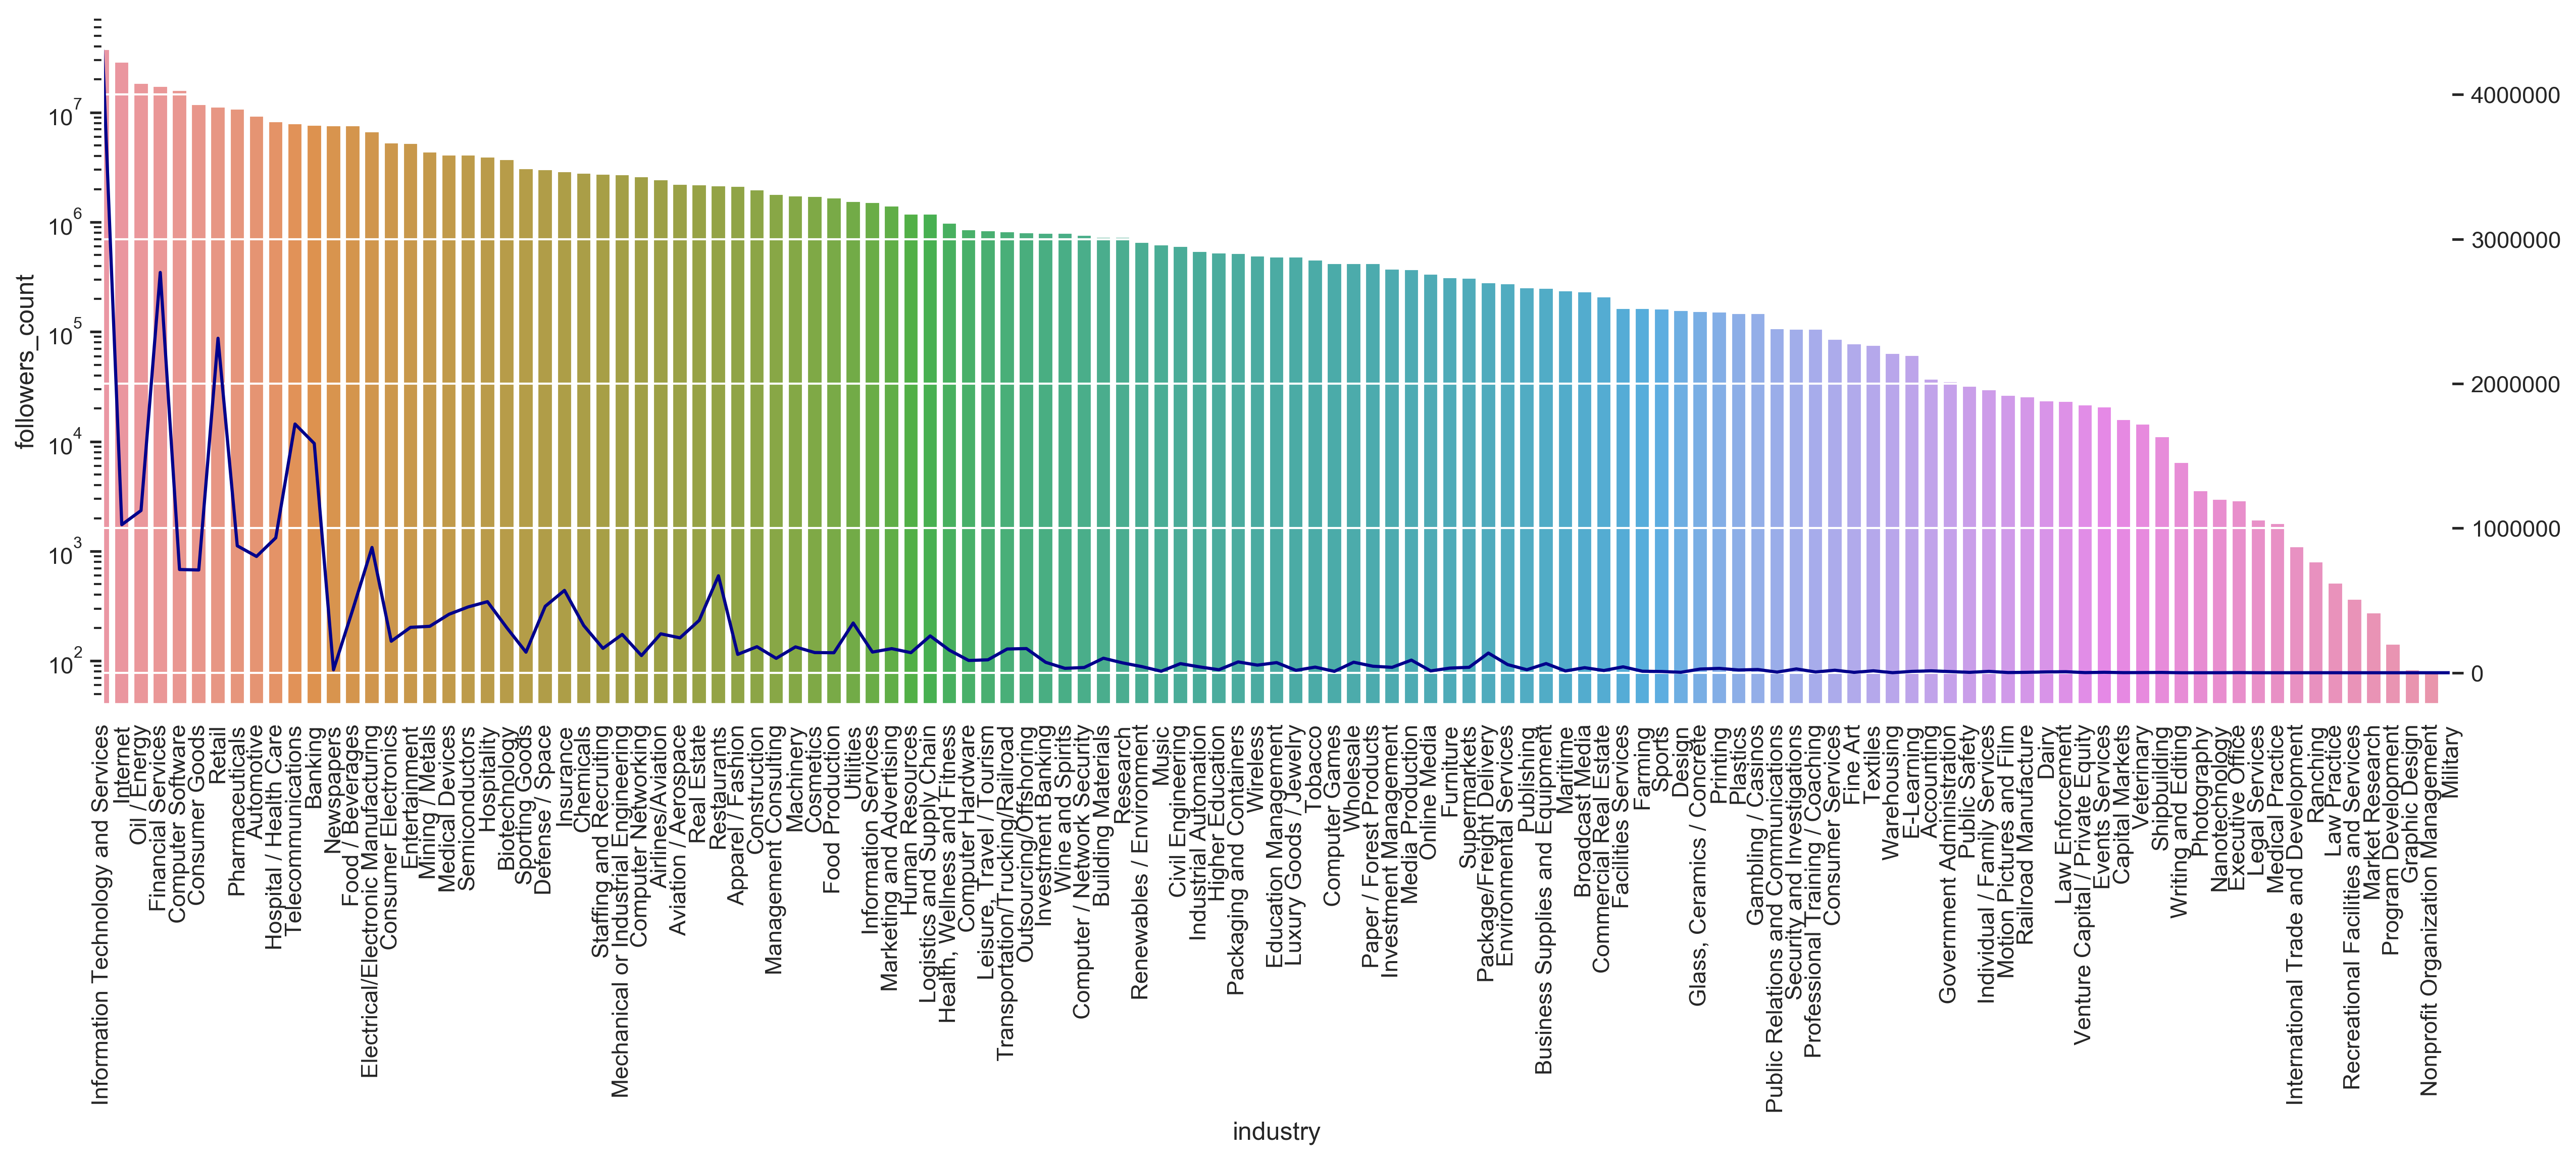 10^7
10^6
10^5
10^4
10^3
10^2
followers_count
4000000
3000000
2000000
1000000
0
Information Technology and Services
Internet
Oil / Energy
Financial Services
Computer Software
Consumer Goods
Retail
Pharmaceuticals
Automotive
Hospital / Health Care
Telecommunications
Banking
Newspapers
Food / Beverages
Electrical/Electronic Manufacturing
Consumer Electronics
Entertainment
Mining / Metals
Medical Devices
Semiconductors
Hospitality
Biotechnology
Sporting Goods
Defense / Space
Insurance
Chemicals
Staffing and Recruiting
Mechanical or Industrial Engineering
Computer Networking
Airlines/Aviation
Aviation / Aerospace
Real Estate
Restaurants
Apparel / Fashion
Construction
Management Consulting
Machinery
Cosmetics
Food Production
Utilities
Information Services
Marketing and Advertising
Human Resources
Logistics and Supply Chain
Health, Wellness and Fitness
Computer Hardware
Leisure, Travel / Tourism
Transportation/Trucking/Railroad
Outsourcing/Offshoring
Investment Banking
Wine and Spirits
Computer / Network Security
Building Materials
Research
Renewables / Environment
Music
Civil Engineering
Industrial Automation
Higher Education
Packaging and Containers
Wireless
Education Management
Luxury Goods / Jewelry
Tobacco
Computer Games
Wholesale
Paper / Forest Products
Investment Management
Media Production
Online Media
Furniture
Supermarkets
Package/Freight Delivery
Environmental Services
Publishing
Business Supplies and Equipment
Maritime
Broadcast Media
Commercial Real Estate
Facilities Services
Farming
Sports
Design
Glass, Ceramics / Concrete
Printing
Plastics
Gambling / Casinos
Public Relations and Communications
Security and Investigations
Professional Training / Coaching
Consumer Services
Fine Art
Textiles
Warehousing
E-Learning
Accounting
Government Administration
Public Safety
Individual / Family Services
Motion Pictures and Film
Railroad Manufacture
Dairy
Law Enforcement
Venture Capital / Private Equity
Events Services
Capital Markets
Veterinary
Shipbuilding
Writing and Editing
Photography
Nanotechnology
Executive Office
Legal Services
Medical Practice
International Trade and Development
Ranching
Law Practice
Recreational Facilities and Services
Market Research
Program Development
Graphic Design
Nonprofit Organization Management
Military
industry